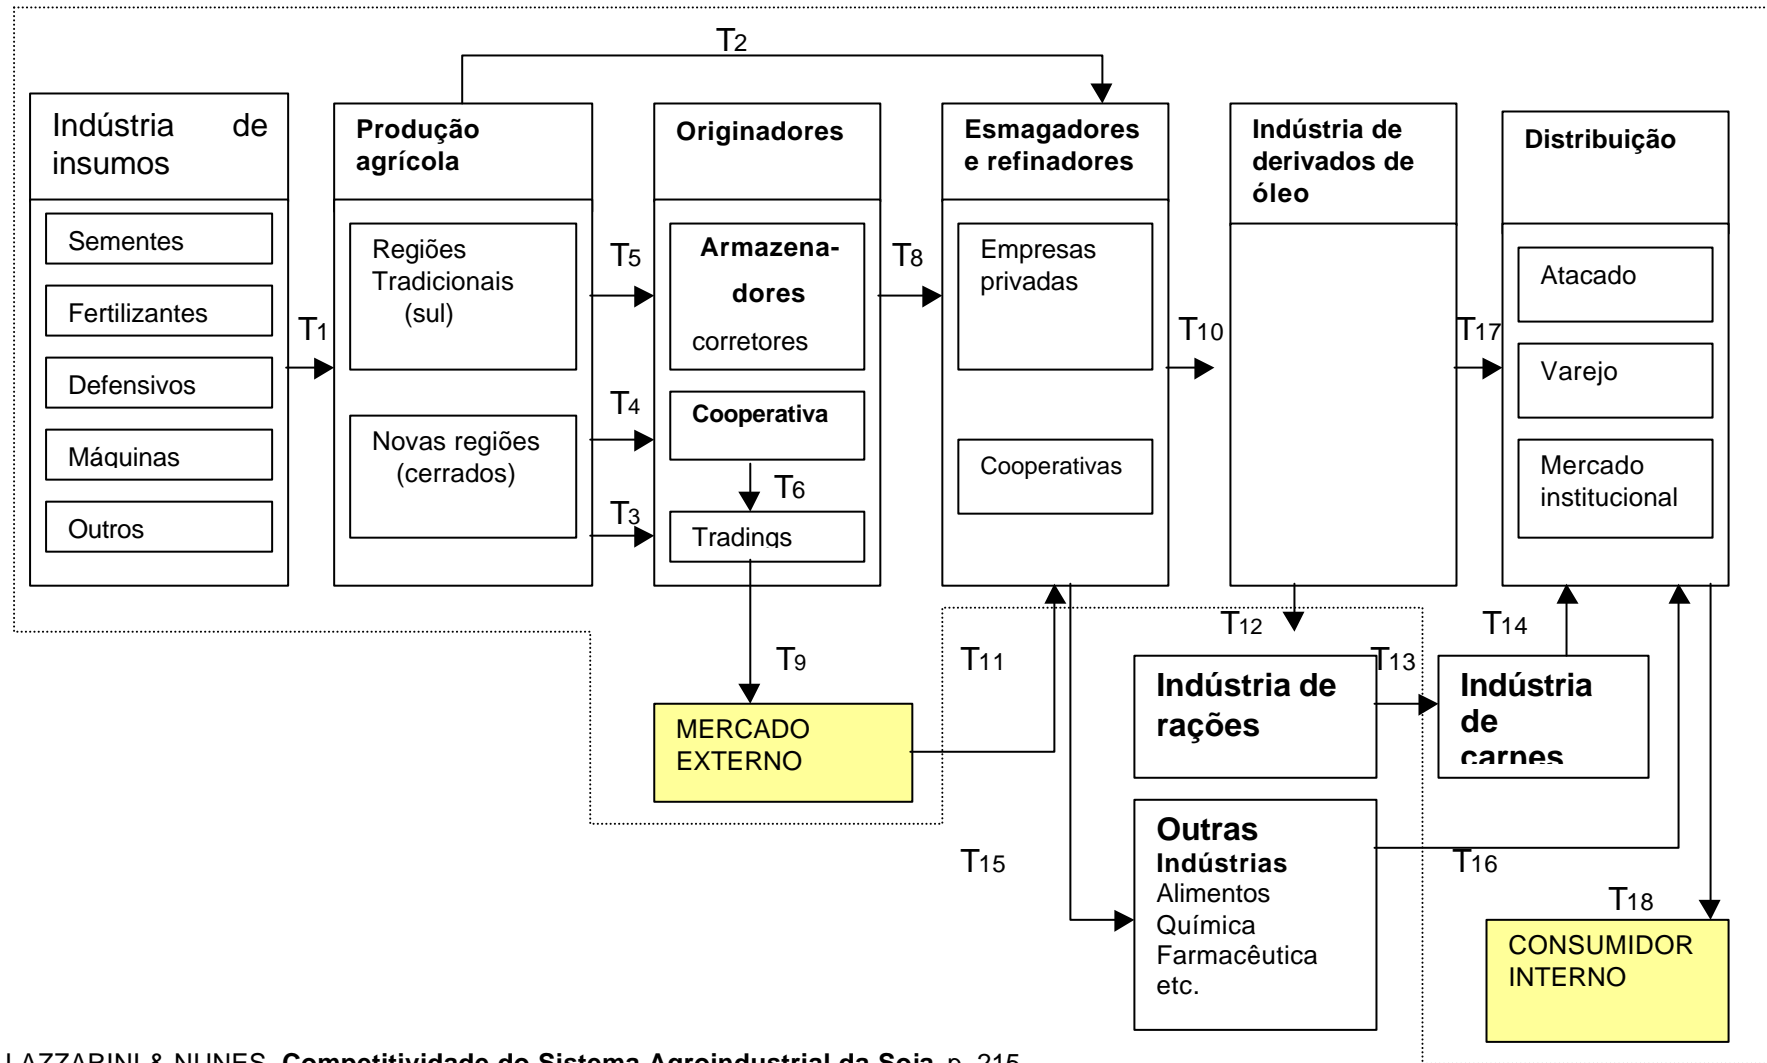 T2
Indústria de
insumos
Sementes
Fertilizantes
Defensivos
Máquinas
Outros
T1
Produção
agrícola
Regiões
Tradicionais
(sul)
Novas regiões
(cerrados)
T5
T4
T3
Originadores
Armazena-
dores
corretores
Cooperativa
T6
Tradings
T8
Esmagadores
e refinadores
Empresas
privadas
Cooperativas
T10
Indústria de
derivados de
óleo
T17
Distribuição
Atacado
Varejo
Mercado
institucional
T9
MERCADO
EXTERNO
T11
T12
T13
T14
Indústria de
rações
Indústria
de
carnes
T15
Outras
Indústrias
Alimentos
Química
Farmacêutica
etc.
T16
T18
CONSUMIDOR
INTERNO
LAZZARINI & NUNES. Competitividade do Sistema Agroindustrial da Soja, p. 215